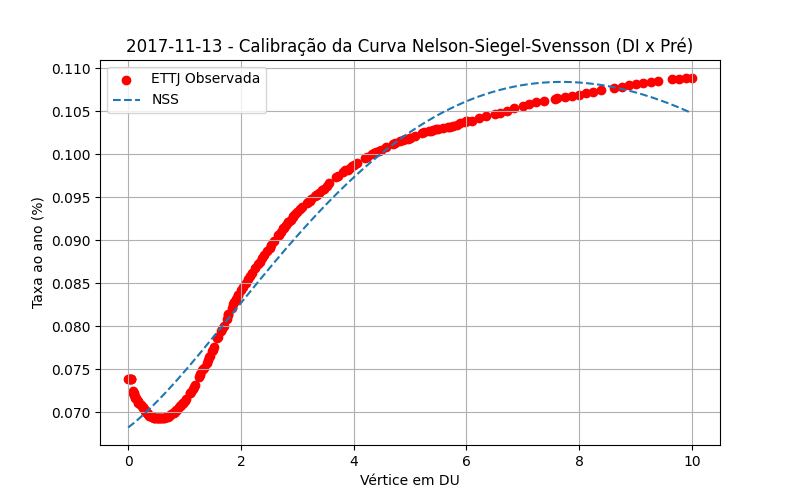 2017-11-13 - Calibração da Curva Nelson-Siegel-Svensson (DI x Pré)
ETTJ Observada
NSS
Taxa ao ano (%)
0.110
0.105
0.100
0.095
0.090
0.085
0.080
0.075
0.070
0 2 4 6 8 10
Vértice em DU